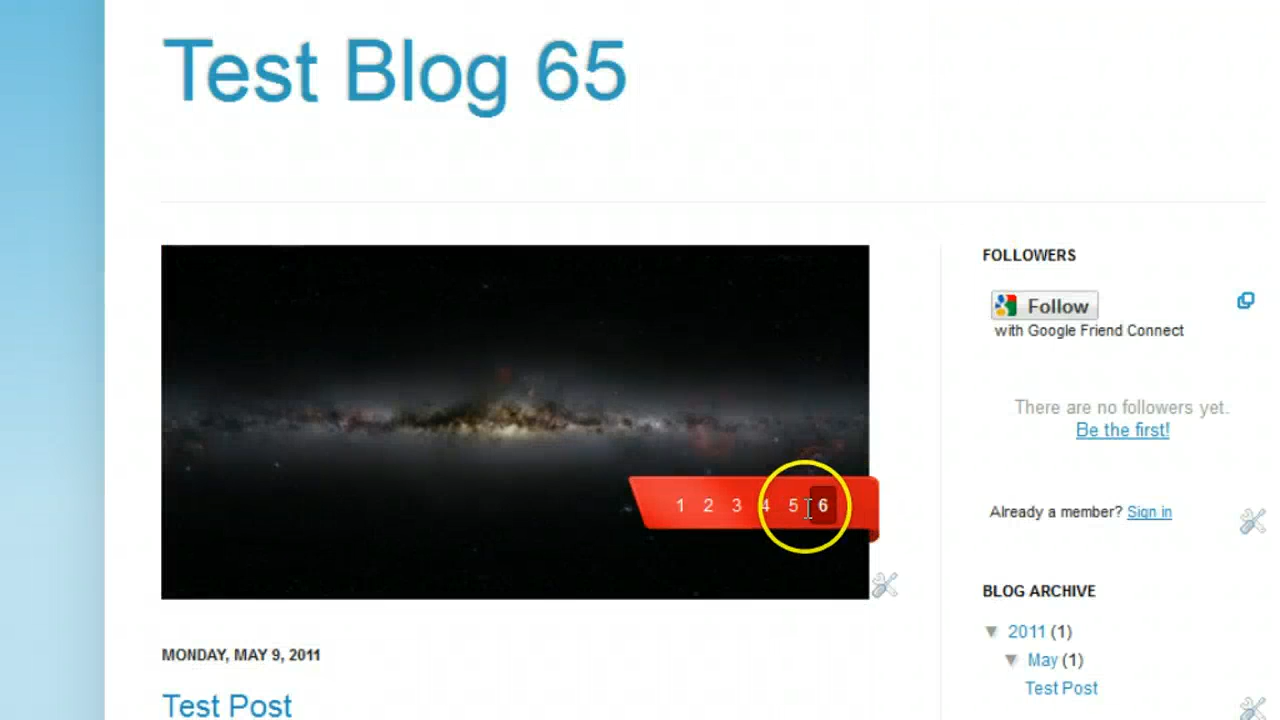 Test Blog 65
FOLLOWERS
Follow
with Google Friend Connect
There are no followers yet.
Be the first!
1 2 3 4 5 6
Already a member? Sign in
BLOG ARCHIVE
▼ 2011 (1)
▼ May (1)
Test Post
MONDAY, MAY 9, 2011
Test Post